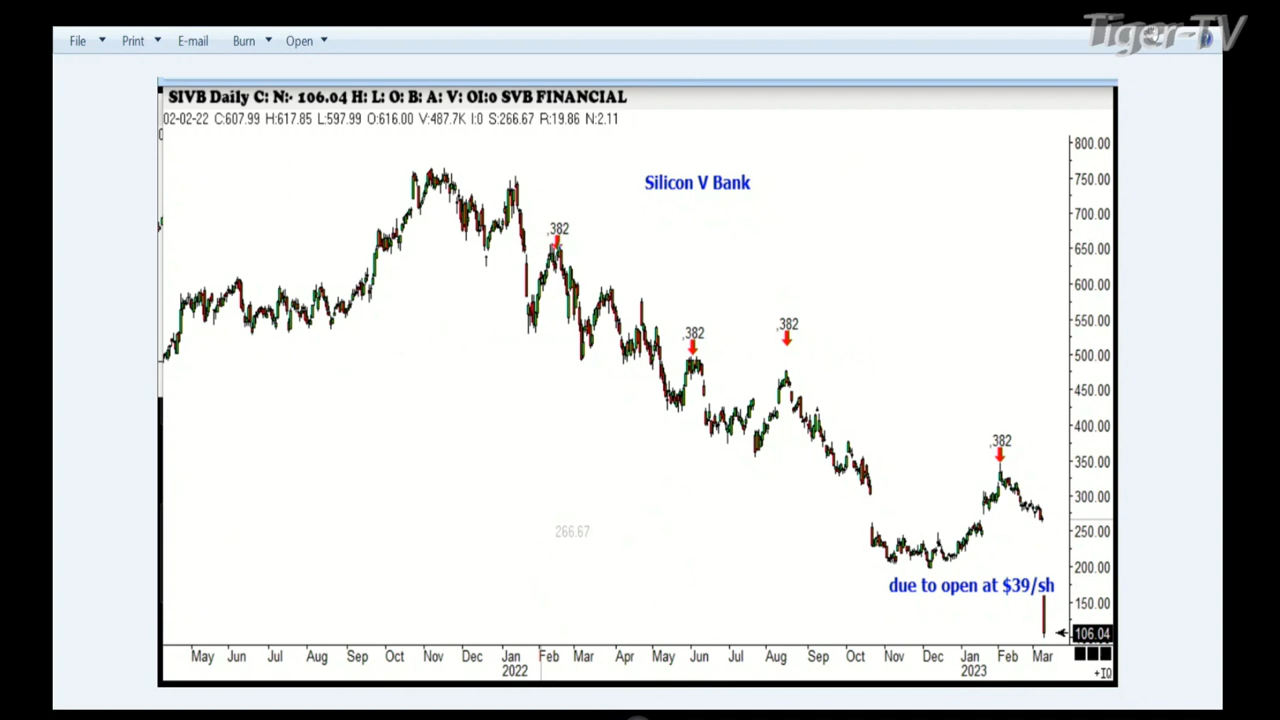 Tiger-TV
File Print E-mail Burn Open
SIVB Daily C: N:- 106.04 H: L: O: B: A: V: OI:0 SVB FINANCIAL
02-02-22 C:607.99 H:617.85 L:597.99 O:616.00 V:487.7K I:0 S:266.67 R:19.86 N:2.11
800.00
Silicon V Bank
750.00
700.00
,382
650.00
600.00
550.00
,382
,382
500.00
450.00
400.00
,382
350.00
300.00
266.67
250.00
200.00
due to open at $39/sh
150.00
106.04
May Jun Jul Aug Sep Oct Nov Dec Jan Feb Mar Apr May Jun Jul Aug Sep Oct Nov Dec Jan Feb Mar
2022 2023
+IQ